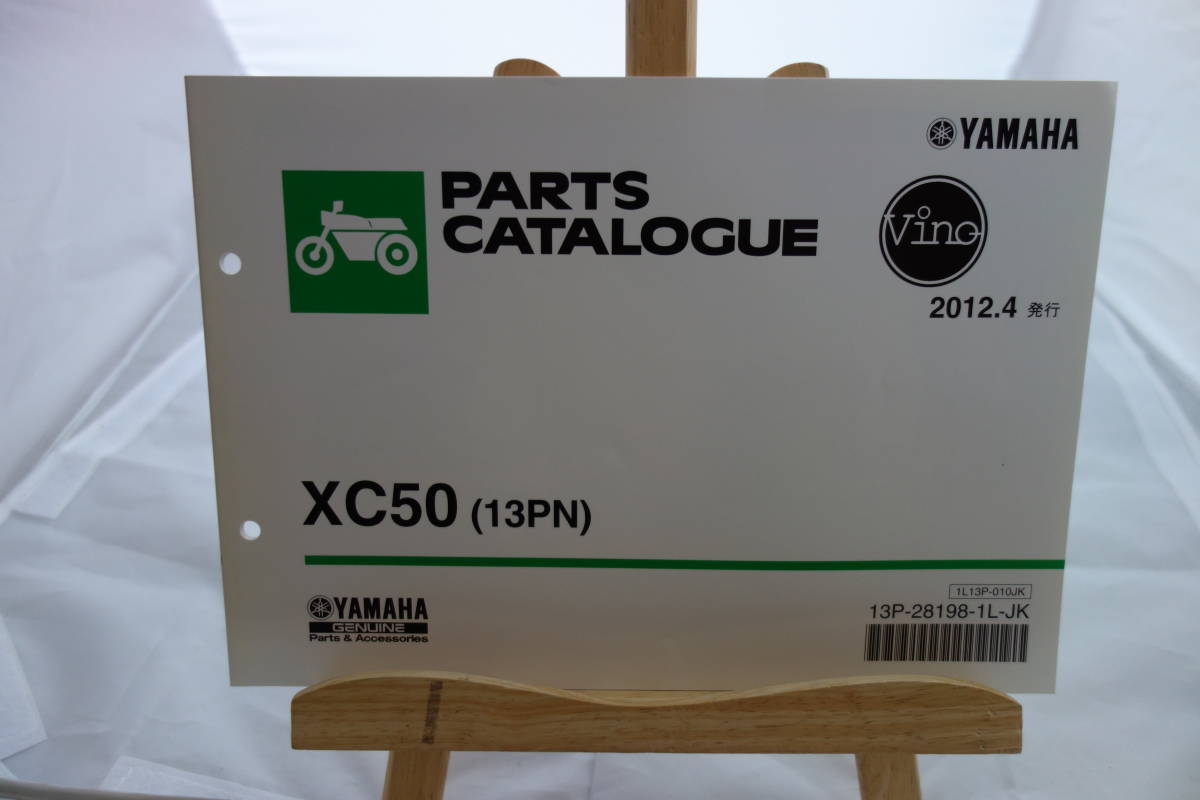 YAMAHA
PARTS
CATALOGUE
Vino
2012.4 発行
XC50 (13PN)
YAMAHA
GENUINE
Parts & Accessories
1L13P-010JK
13P-28198-1L-JK